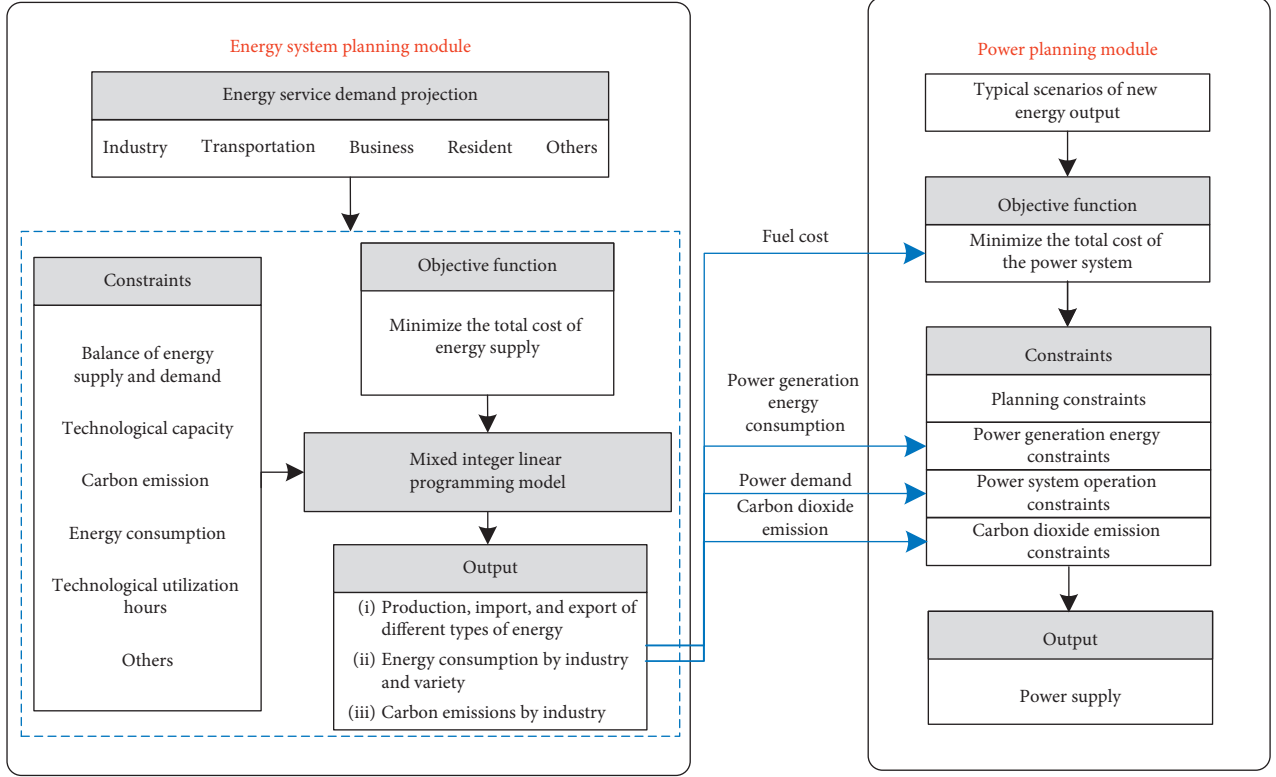 Energy system planning module
Energy service demand projection
Industry Transportation Business Resident Others
Constraints
Balance of energy
supply and demand
Technological capacity
Carbon emission
Energy consumption
Technological utilization
hours
Others
Objective function
Minimize the total cost of
energy supply
Mixed integer linear
programming model
Output
(i) Production, import, and export of
different types of energy
(ii) Energy consumption by industry
and variety
(iii) Carbon emissions by industry
Fuel cost
Power generation
energy
consumption
Power demand
Carbon dioxide
emission
Power planning module
Typical scenarios of new
energy output
Objective function
Minimize the total cost of
the power system
Constraints
Planning constraints
Power generation energy
constraints
Power system operation
constraints
Carbon dioxide emission
constraints
Output
Power supply